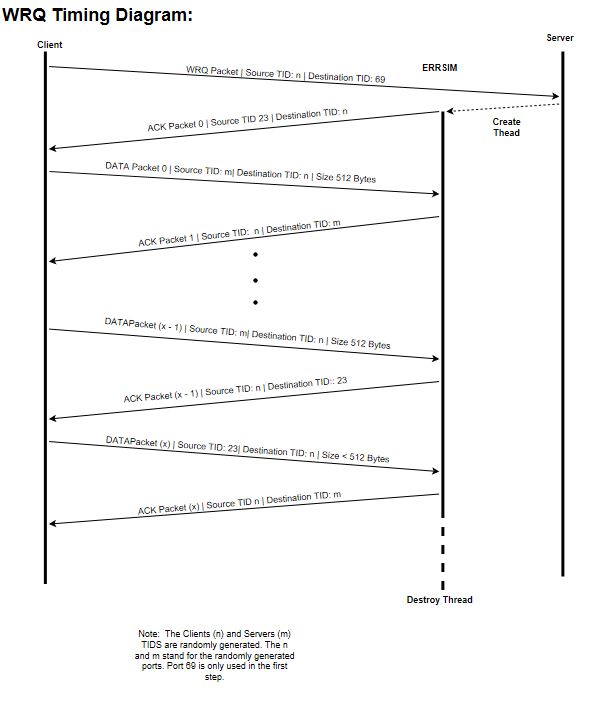 WRQ Timing Diagram:
Client
Server
ERRSIM
WRQ Packet | Source TID: n | Destination TID: 69
Create
Thead
ACK Packet 0 | Source TID 23 | Destination TID: n
DATA Packet 0 | Source TID: m| Destination TID: n | Size 512 Bytes
ACK Packet 1 | Source TID:  n | Destination TID: m
DATAPacket (x - 1) | Source TID: m| Destination TID: n | Size 512 Bytes
ACK Packet (x - 1) | Source TID: n | Destination TID:: 23
DATAPacket (x) | Source TID: 23| Destination TID: n | Size < 512 Bytes
ACK Packet (x) | Source TID n | Destination TID: m
Destroy Thread
Note:  The Clients (n) and Servers (m)
TIDS are randomly generated. The n
and m stand for the randomly generated
ports. Port 69 is only used in the first
step.